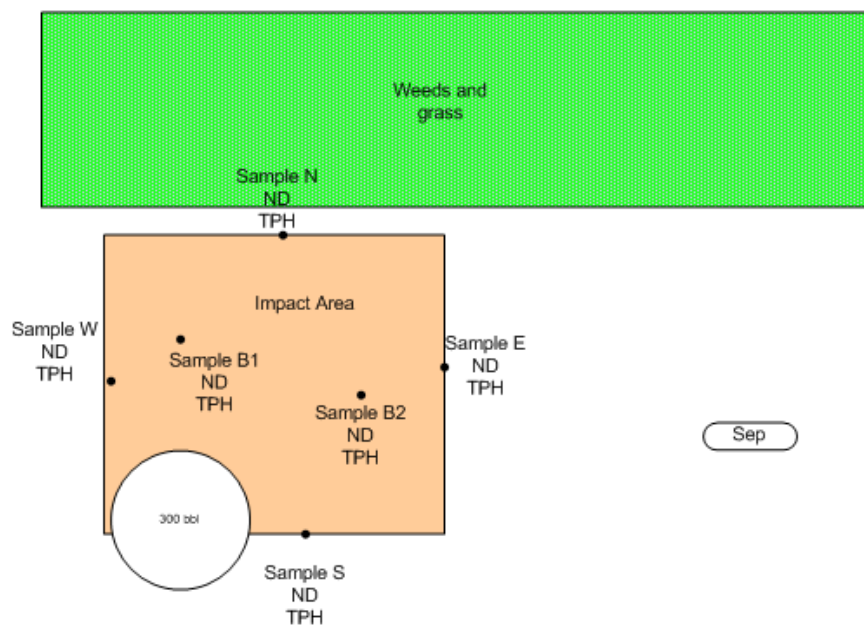 Weeds and
grass
Sample N
ND
TPH
Impact Area
Sample W
ND
TPH
Sample B1
ND
TPH
Sample E
ND
TPH
Sample B2
ND
TPH
Sep
300 bbl
Sample S
ND
TPH